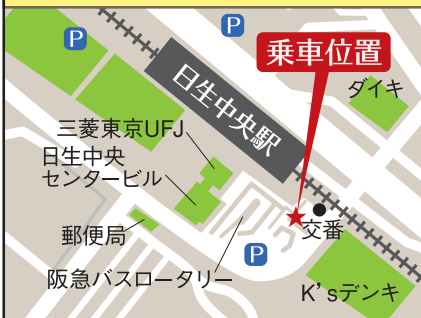 P
P
乗車位置
ダイキ
日生中央駅
三菱東京UFJ
日生中央
センタービル
郵便局
交番
P
阪急バスロータリー
K'sデンキ